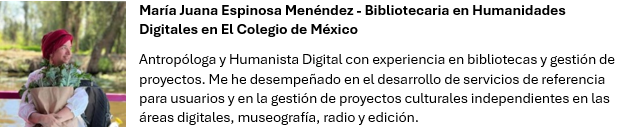 María Juana Espinosa Menéndez - Bibliotecaria en Humanidades
Digitales en El Colegio de México
Antropóloga y Humanista Digital con experiencia en bibliotecas y gestión de
proyectos. Me he desempeñado en el desarrollo de servicios de referencia
para usuarios y en la gestión de proyectos culturales independientes en las
áreas digitales, museografía, radio y edición.